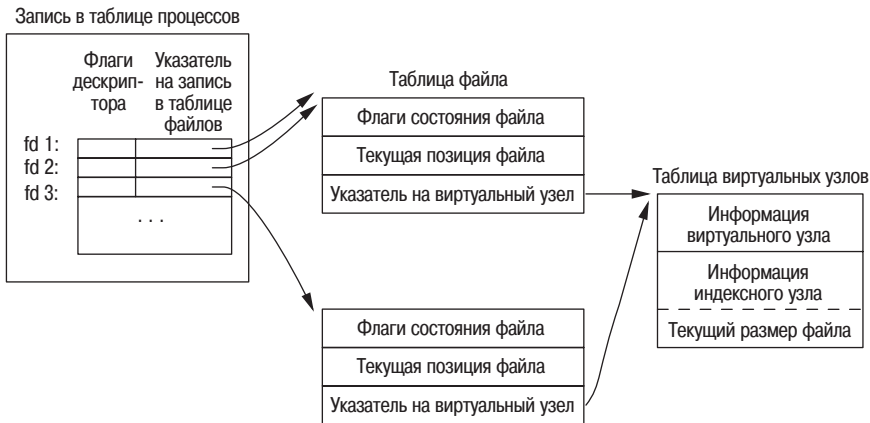 Запись в таблице процессов
Флаги
дескрип-
тора
Указатель
на запись
в таблице
файлов
fd 1:
fd 2:
fd 3:
. . .
Таблица файла
Флаги состояния файла
Текущая позиция файла
Указатель на виртуальный узел
Таблица виртуальных узлов
Информация
виртуального узла
Информация
индексного узла
Текущий размер файла
Флаги состояния файла
Текущая позиция файла
Указатель на виртуальный узел